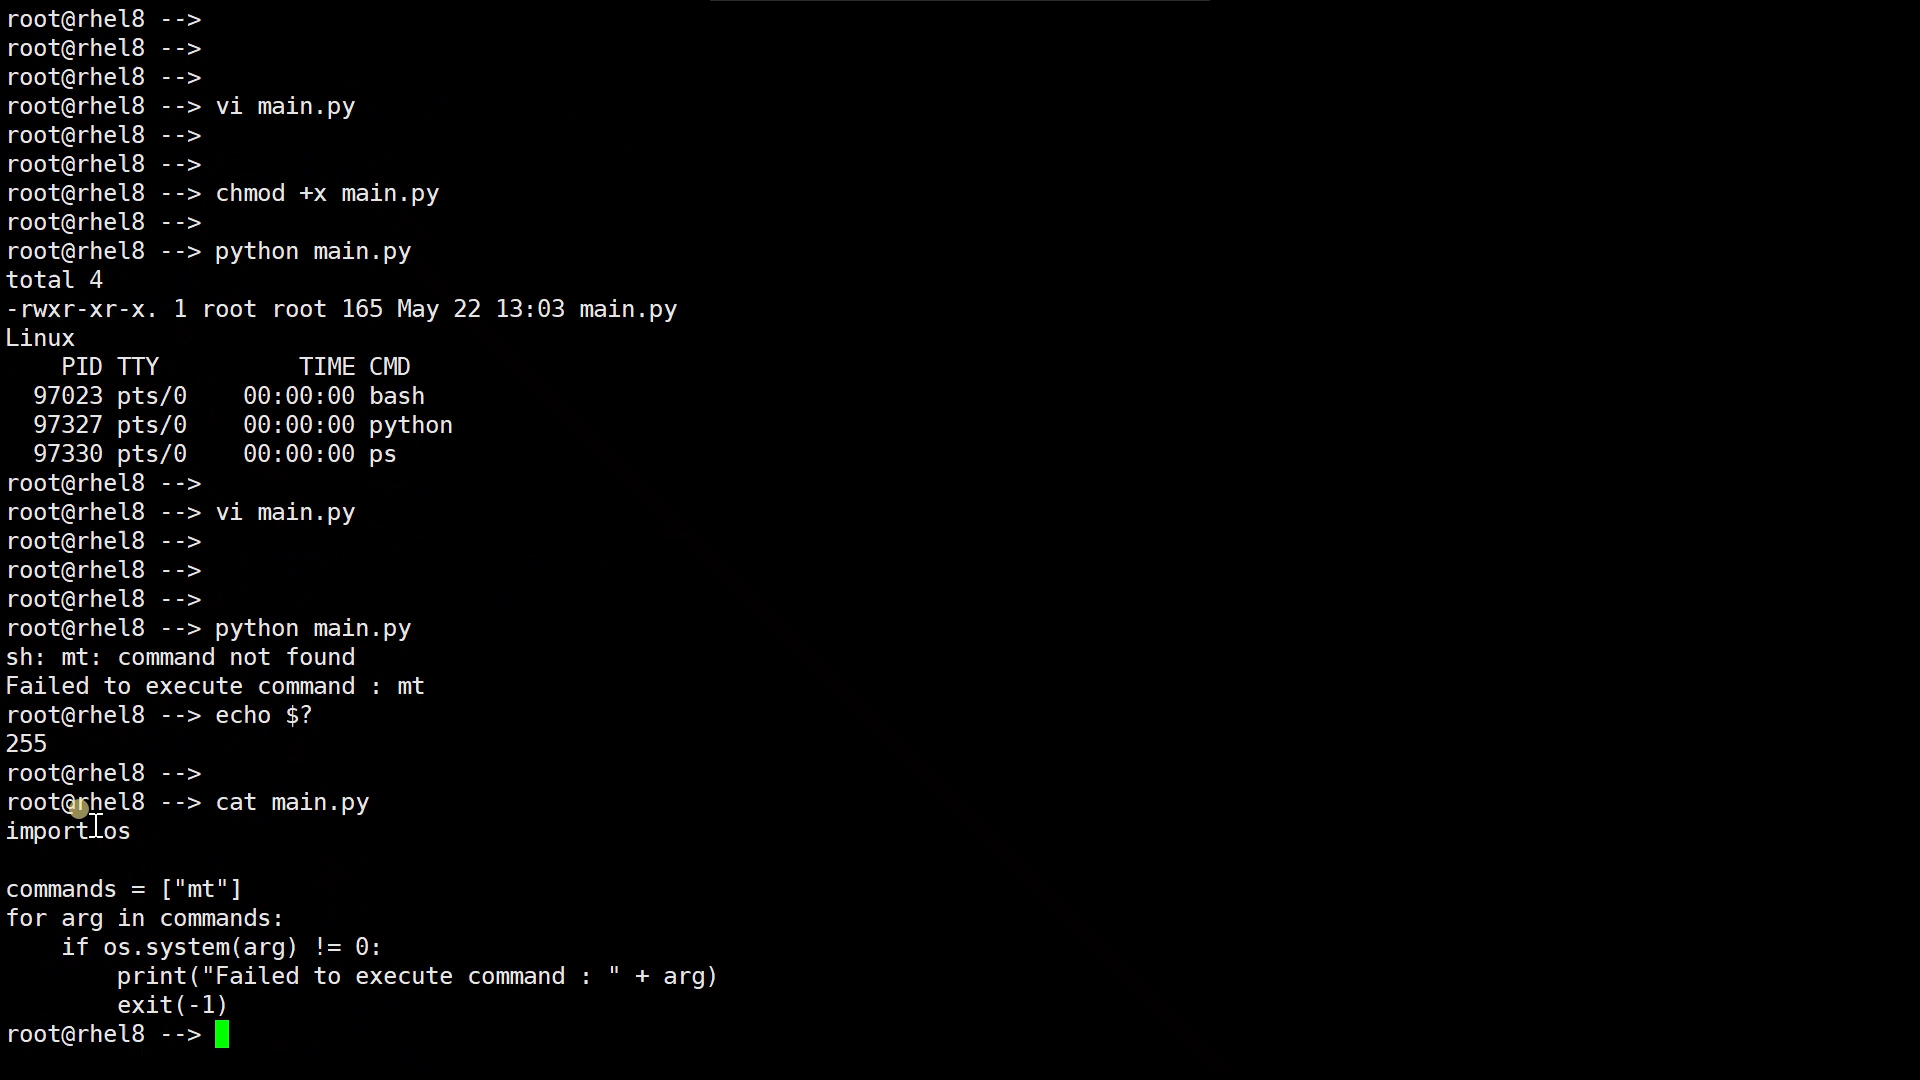 root@rhel8 -->
root@rhel8 -->
root@rhel8 -->
root@rhel8 --> vi main.py
root@rhel8 -->
root@rhel8 -->
root@rhel8 --> chmod +x main.py
root@rhel8 -->
root@rhel8 --> python main.py
total 4
-rwxr-xr-x. 1 root root 165 May 22 13:03 main.py
Linux
    PID TTY          TIME CMD
  97023 pts/0    00:00:00 bash
  97327 pts/0    00:00:00 python
  97330 pts/0    00:00:00 ps
root@rhel8 -->
root@rhel8 --> vi main.py
root@rhel8 -->
root@rhel8 -->
root@rhel8 -->
root@rhel8 --> python main.py
sh: mt: command not found
Failed to execute command : mt
root@rhel8 --> echo $?
255
root@rhel8 -->
root@rhel8 --> cat main.py
import os

commands = ["mt"]
for arg in commands:
    if os.system(arg) != 0:
        print("Failed to execute command : " + arg)
        exit(-1)
root@rhel8 -->